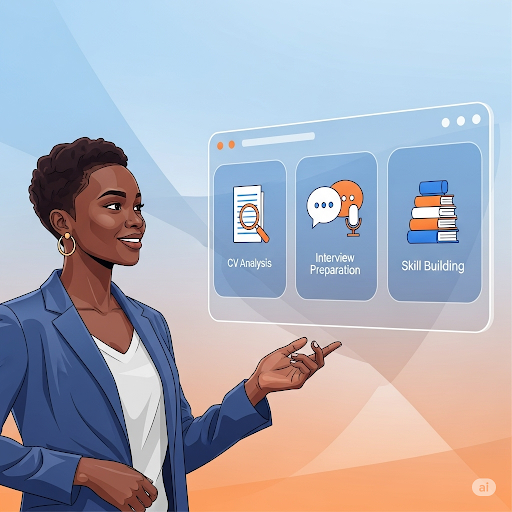 CV Analysis
Interview
Preparation
Skill Building
ai